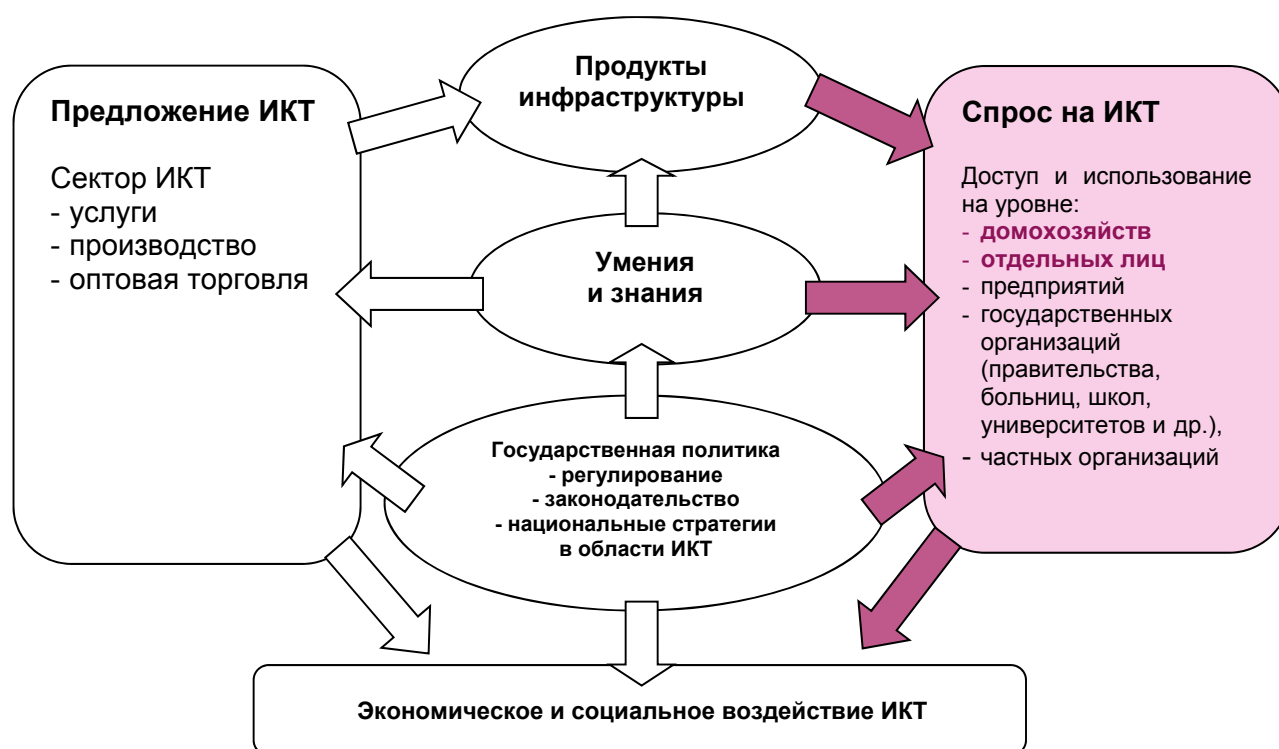 Продукты
инфраструктуры
Предложение ИКТ
Сектор ИКТ
- услуги
- производство
- оптовая торговля
Умения
и знания
Государственная политика
- регулирование
- законодательство
- национальные стратегии
в области ИКТ
Спрос на ИКТ
Доступ и использование
на уровне:
- домохозяйств
- отдельных лиц
- предприятий
- государственных
организаций
(правительства,
больниц, школ,
университетов и др.),
- частных организаций
Экономическое и социальное воздействие ИКТ